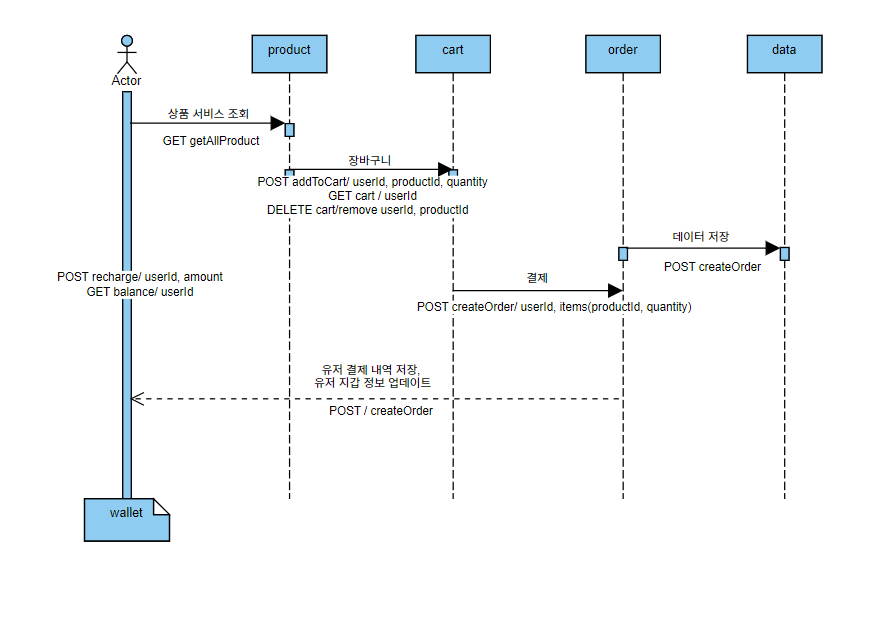 product
cart
order
data
Actor
상품 서비스 조회
GET getAllProduct
장바구니
POST addToCart/ userId, productId, quantity
GET cart / userId
DELETE cart/remove userId, productId
데이터 저장
POST createOrder
POST recharge/ userId, amount
GET balance/ userId
결제
POST createOrder/ userId, items(productId, quantity)
유저 결제 내역 저장,
유저 지갑 정보 업데이트
POST / createOrder
wallet